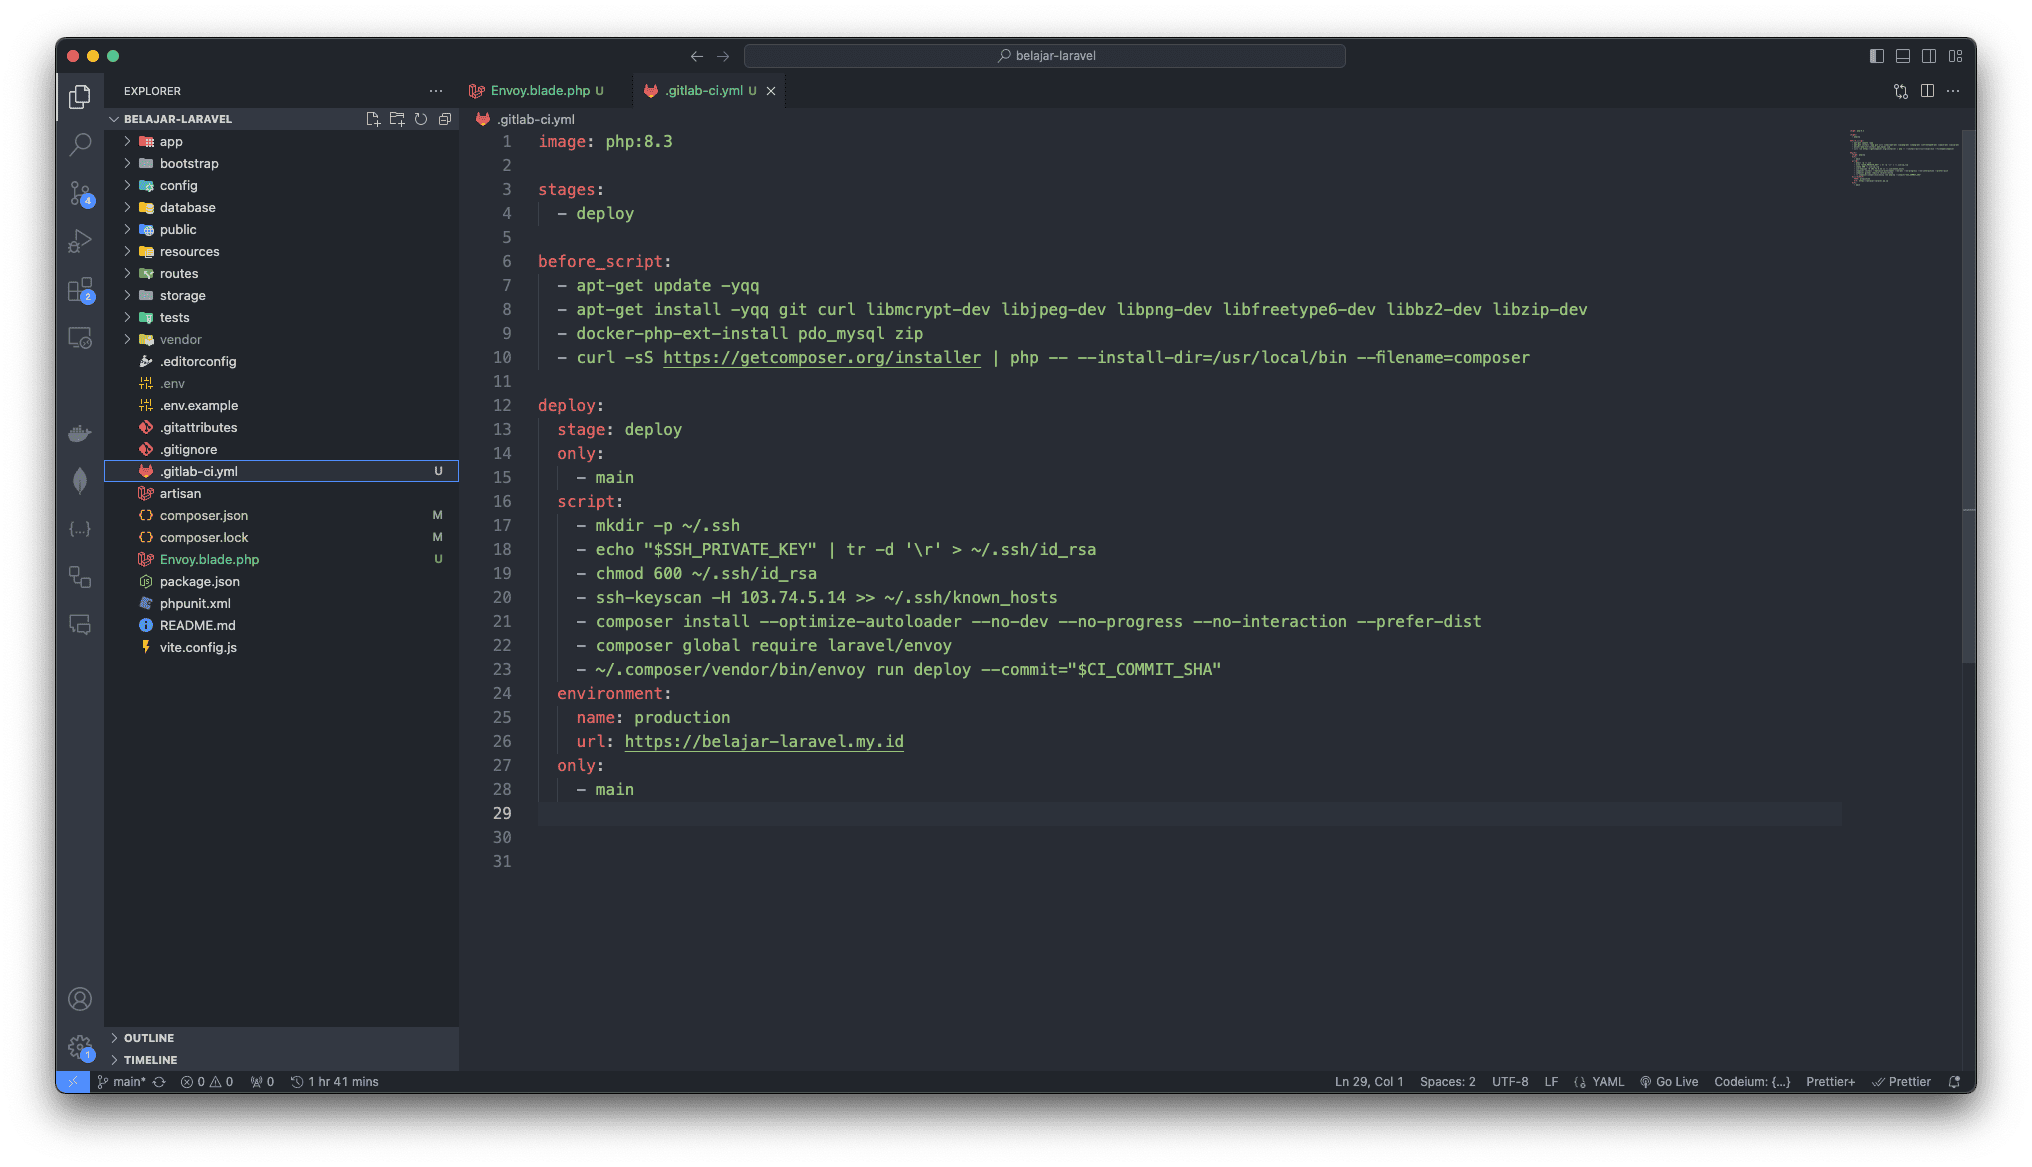 belajar-laravel
EXPLORER
Envoy.blade.php U
.gitlab-ci.yml U
BELAJAR-LARAVEL
app
bootstrap
config
database
public
resources
routes
storage
tests
vendor
.editorconfig
.env
.env.example
.gitattributes
.gitignore
.gitlab-ci.yml U
artisan
composer.json M
composer.lock M
Envoy.blade.php U
package.json
phpunit.xml
README.md
vite.config.js
OUTLINE
TIMELINE
4
2
1
.gitlab-ci.yml
1 image: php:8.3
2
3 stages:
4 - deploy
5
6 before_script:
7 - apt-get update -yqq
8 - apt-get install -yqq git curl libmcrypt-dev libjpeg-dev libpng-dev libfreetype6-dev libbz2-dev libzip-dev
9 - docker-php-ext-install pdo_mysql zip
10 - curl -sS https://getcomposer.org/installer | php -- --install-dir=/usr/local/bin --filename=composer
11
12 deploy:
13 stage: deploy
14 only:
15 - main
16 script:
17 - mkdir -p ~/.ssh
18 - echo "$SSH_PRIVATE_KEY" | tr -d '\r' > ~/.ssh/id_rsa
19 - chmod 600 ~/.ssh/id_rsa
20 - ssh-keyscan -H 103.74.5.14 >> ~/.ssh/known_hosts
21 - composer install --optimize-autoloader --no-dev --no-progress --no-interaction --prefer-dist
22 - composer global require laravel/envoy
23 - ~/.composer/vendor/bin/envoy run deploy --commit="$CI_COMMIT_SHA"
24 environment:
25 name: production
26 url: https://belajar-laravel.my.id
27 only:
28 - main
29
30
31
main* 0 0 0 1 hr 41 mins Ln 29, Col 1 Spaces: 2 UTF-8 LF YAML Go Live Codeium: {...} Prettier+ Prettier